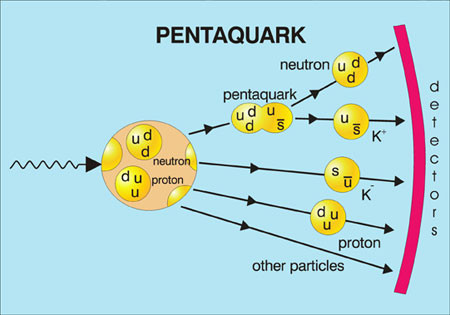 PENTAQUARK
neutron
u d
d
pentaquark
u d
d
u
s̅
u
s̅
K⁺
u d
d
neutron
proton
d u
u
s
u̅
K⁻
d u
u
proton
other particles
detectors